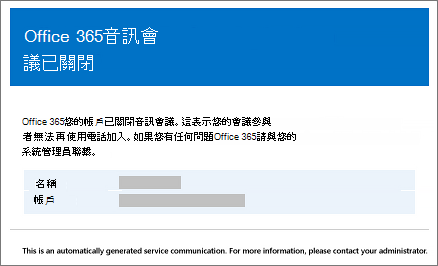 Office 365音訊會
議已關閉
Office 365您的帳戶已關閉音訊會議。這表示您的會議參與
者無法再使用電話加入。如果您有任何問題Office 365請與您的
系統管理員聯繫。
名稱
帳戶
This is an automatically generated service communication. For more information, please contact your administrator.